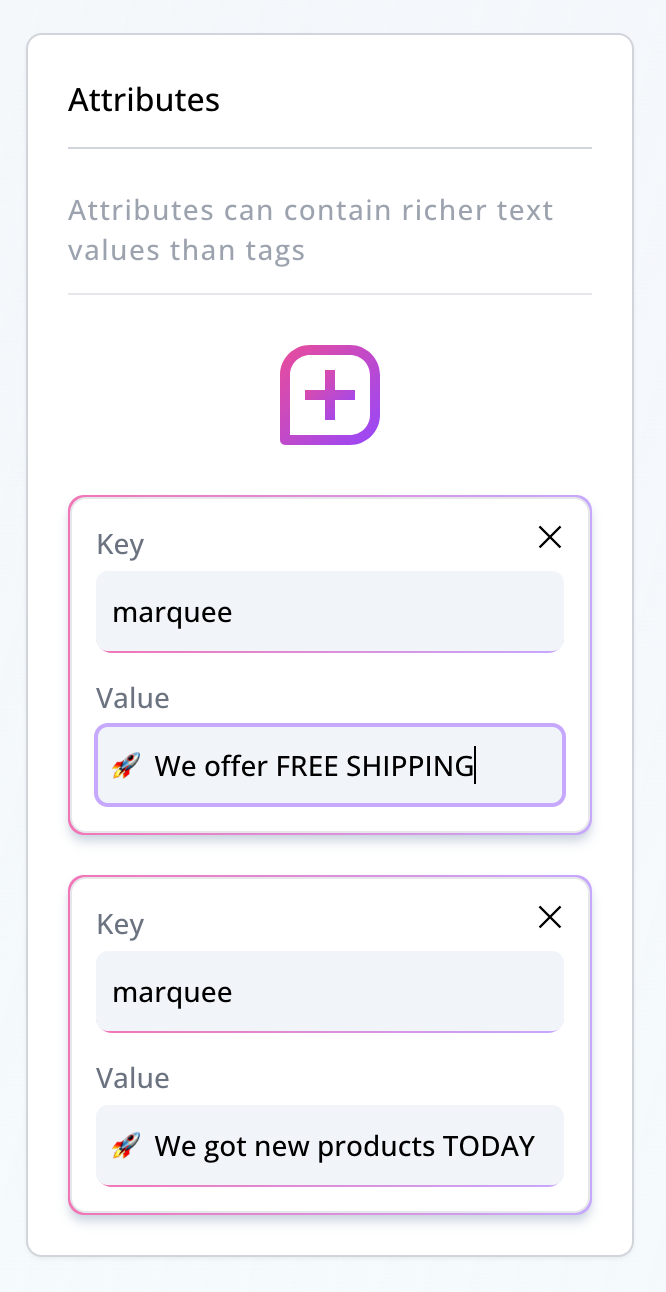 Attributes
Attributes can contain richer text
values than tags
Key
marquee
Value
🚀 We offer FREE SHIPPING
Key
marquee
Value
🚀 We got new products TODAY